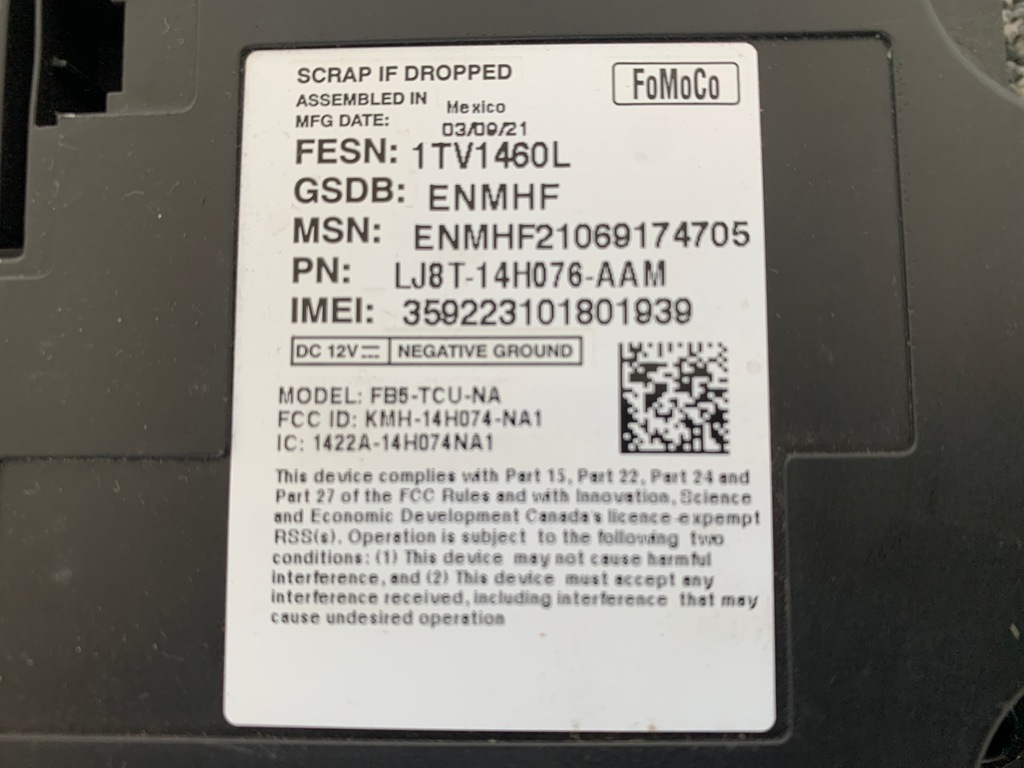 SCRAP IF DROPPED
FoMoCo
ASSEMBLED IN Mexico
MFG DATE: 03/09/21
FESN: 1TV1460L
GSDB: ENMHF
MSN: ENMHF21069174705
PN: LJ8T-14H076-AAM
IMEI: 359223101801939
DC 12V⎓ NEGATIVE GROUND
MODEL: FB5-TCU-NA
FCC ID: KMH-14H074-NA1
IC: 1422A-14H074NA1
This device complies with Part 15, Part 22, Part 24 and
Part 27 of the FCC Rules and with Innovation, Science
and Economic Development Canada's licence-expempt
RSS(s). Operation is subject to the following two
conditions: (1) This device may not cause harmful
interference, and (2) This device must accept any
interference received, including interference that may
cause undesired operation